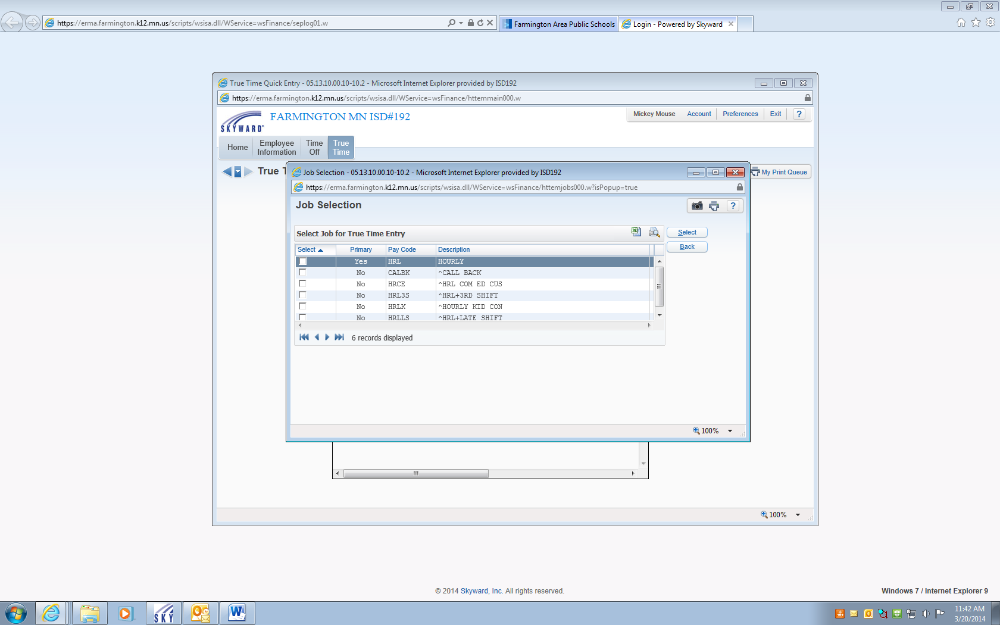 https://erma.farmington.k12.mn.us/scripts/wsisa.dll/WService=wsFinance/seplog01.w
Farmington Area Public Schools
Login - Powered by Skyward
True Time Quick Entry - 05.13.10.00.10-10.2 - Microsoft Internet Explorer provided by ISD192
https://erma.farmington.k12.mn.us/scripts/wsisa.dll/WService=wsFinance/httemmain000.w
SKYWARD
FARMINGTON MN ISD#192
Mickey Mouse Account Preferences Exit ?
Home
Employee Information
Time Off
True Time
True T
My Print Queue
Job Selection - 05.13.10.00.10-10.2 - Microsoft Internet Explorer provided by ISD192
https://erma.farmington.k12.mn.us/scripts/wsisa.dll/WService=wsFinance/httemjobs000.w?isPopup=true
Job Selection
?
Select Job for True Time Entry
Select
Back
Select Primary Pay Code Description
Yes HRL HOURLY
No CALBK ^CALL BACK
No HRCE ^HRL COM ED CUS
No HRL3S ^HRL+3RD SHIFT
No HRLK ^HOURLY KID CON
No HRLLS ^HRL+LATE SHIFT
6 records displayed
100%
100%
© 2014 Skyward, Inc. All rights reserved.
Windows 7 / Internet Explorer 9
SKY
11:42 AM
3/20/2014